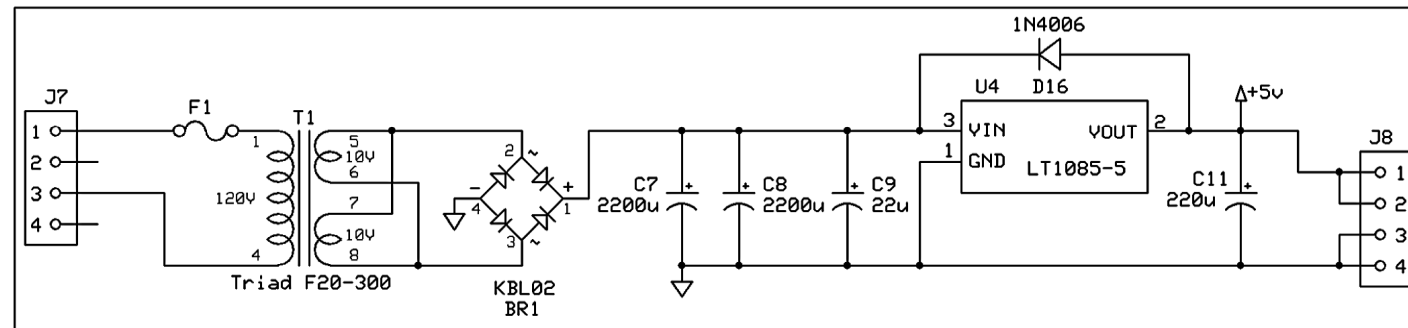 J7
1
2
3
4
F1
T1
1
4
120V
5
10V
6
7
10V
8
Triad F20-300
2
~
-
4
+
1
3
~
KBL02
BR1
+
C7
2200u
+
C8
2200u
+
C9
22u
1N4006
D16
U4
3
VIN
1
GND
VOUT
2
LT1085-5
+5v
+
C11
220u
J8
1
2
3
4